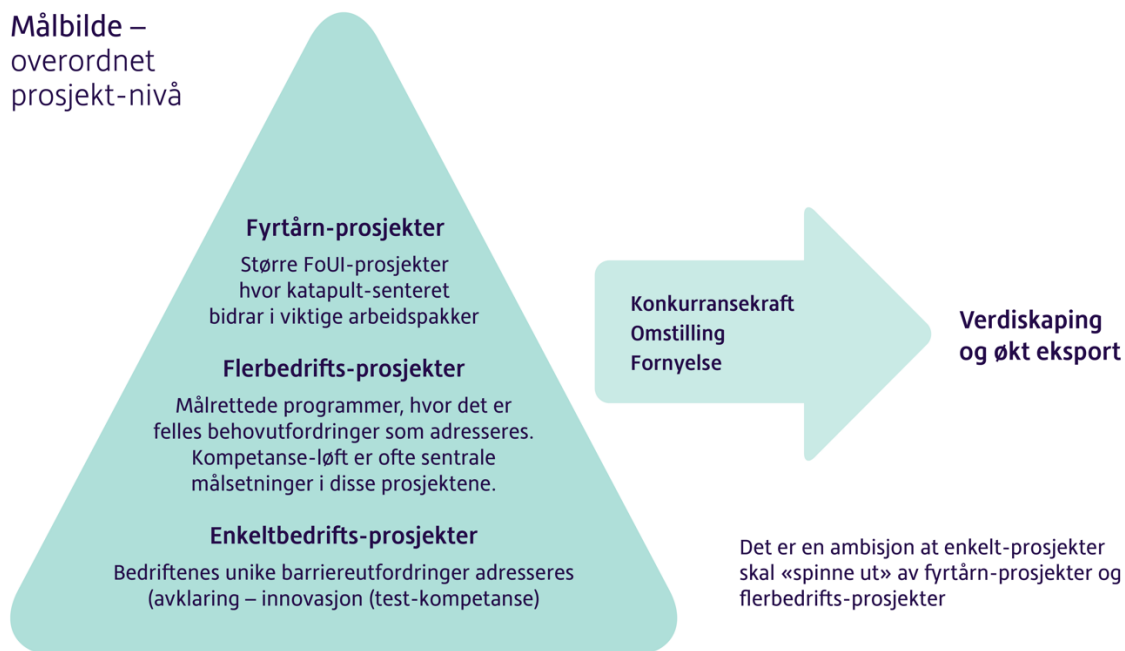 Målbilde –
overordnet
prosjekt-nivå
Fyrtårn-prosjekter
Større FoUI-prosjekter
hvor katapult-senteret
bidrar i viktige arbeidspakker
Flerbedrifts-prosjekter
Målrettede programmer, hvor det er
felles behovutfordringer som adresseres.
Kompetanse-løft er ofte sentrale
målsetninger i disse prosjektene.
Enkeltbedrifts-prosjekter
Bedriftenes unike barriereutfordringer adresseres
(avklaring – innovasjon (test-kompetanse)
Konkurransekraft
Omstilling
Fornyelse
Verdiskaping
og økt eksport
Det er en ambisjon at enkelt-prosjekter
skal «spinne ut» av fyrtårn-prosjekter og
flerbedrifts-prosjekter